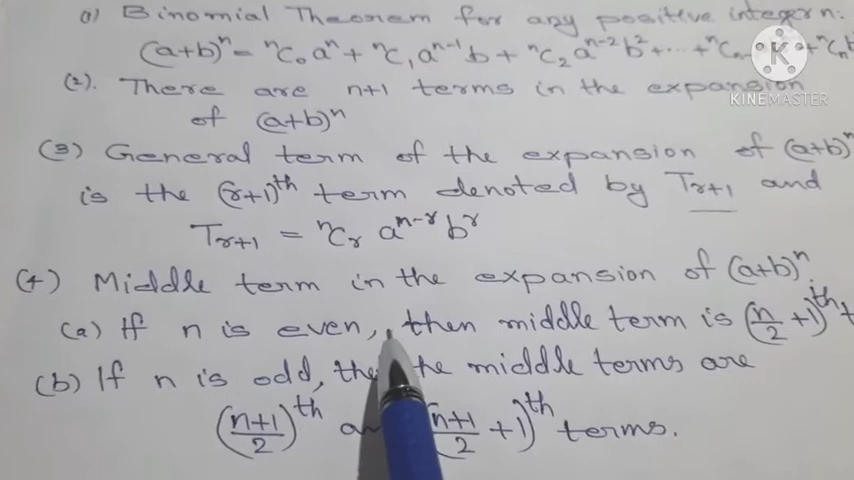 (1) Binomial Theorem for any positive integer n:
(a+b)ⁿ = ⁿC₀ aⁿ + ⁿC₁ aⁿ⁻¹ b + ⁿC₂ aⁿ⁻² b² + ... + ⁿCₙ + ⁿCₙ b
(2). There are n+1 terms in the expansion
of (a+b)ⁿ
(3) General term of the expansion of (a+b)ⁿ
is the (r+1)ᵗʰ term denoted by Tᵣ₊₁ and
Tᵣ₊₁ = ⁿCᵣ aⁿ⁻ʳ bʳ
(4) Middle term in the expansion of (a+b)ⁿ.
(a) If n is even, then middle term is (n/2 +1)ᵗʰ t
(b) If n is odd, the the middle terms are
((n+1)/2)ᵗʰ a ((n+1)/2 +1)ᵗʰ terms.
KINEMASTER